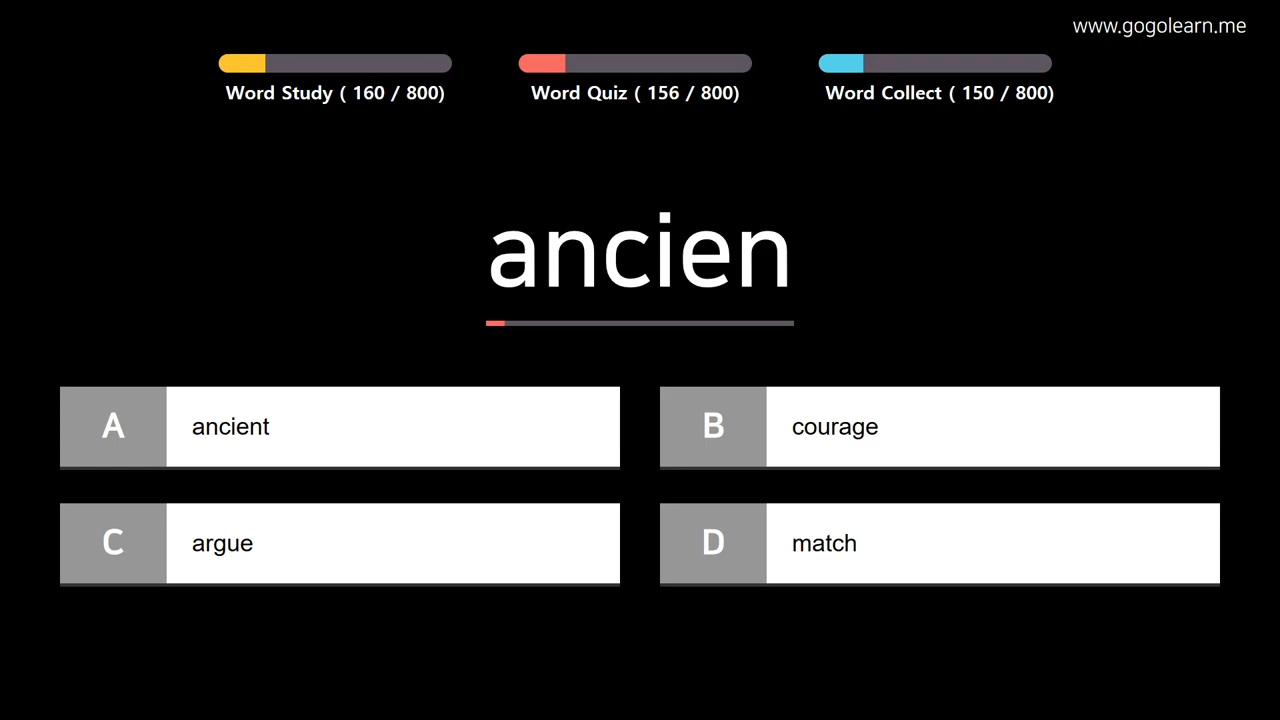 www.gogolearn.me
Word Study ( 160 / 800)
Word Quiz ( 156 / 800)
Word Collect ( 150 / 800)
ancien
A ancient
B courage
C argue
D match